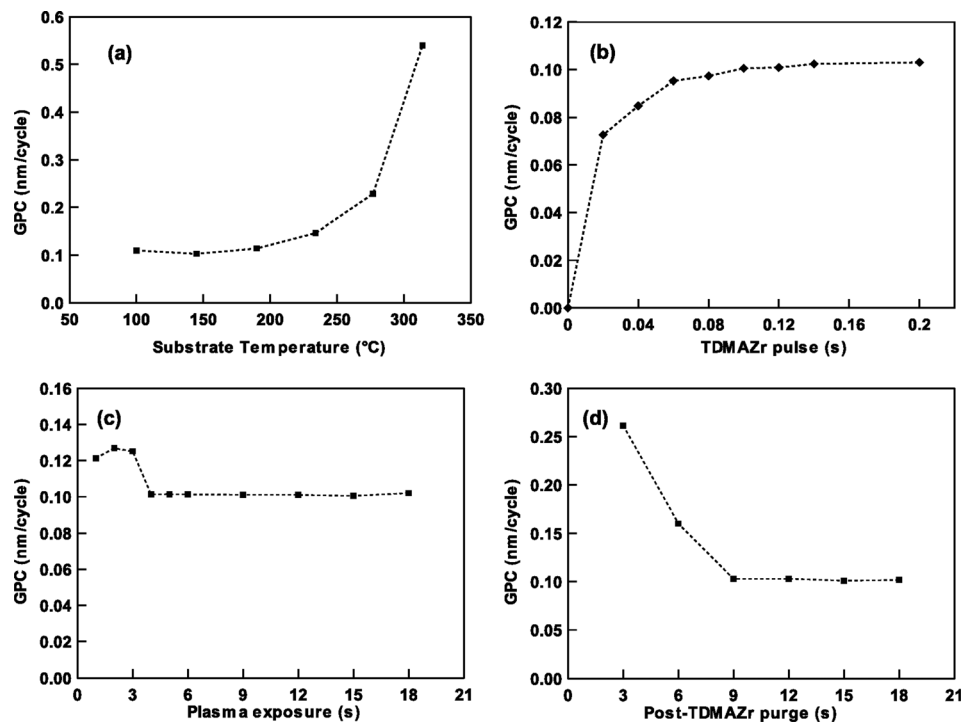 (a)
GPC (nm/cycle)
0.6
0.5
0.4
0.3
0.2
0.1
0.0
50 100 150 200 250 300 350
Substrate Temperature (°C)
(b)
GPC (nm/cycle)
0.12
0.10
0.08
0.06
0.04
0.02
0.00
0 0.04 0.08 0.12 0.16 0.2
TDMAZr pulse (s)
(c)
GPC (nm/cycle)
0.16
0.14
0.12
0.10
0.08
0.06
0.04
0.02
0.00
0 3 6 9 12 15 18 21
Plasma exposure (s)
(d)
GPC (nm/cycle)
0.30
0.25
0.20
0.15
0.10
0.05
0.00
0 3 6 9 12 15 18 21
Post-TDMAZr purge (s)